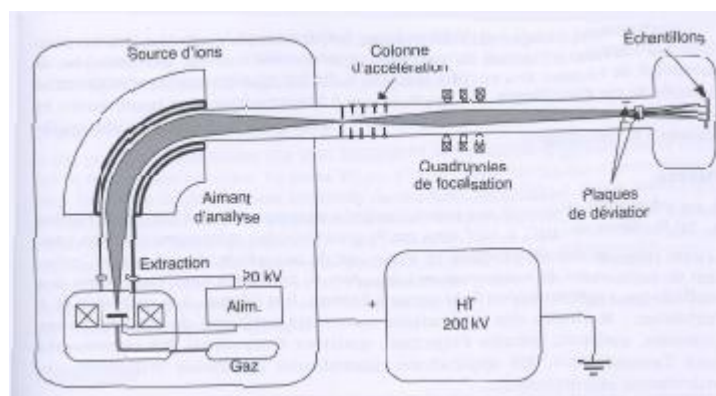 Source d'ions
Colonne
d'accélération
Échantillons
Quadrupoles
de focalisation
Plaques
de déviation
Aimant
d'analyse
Extraction
20 kV
Alim.
Gaz
+
HT
200 kV